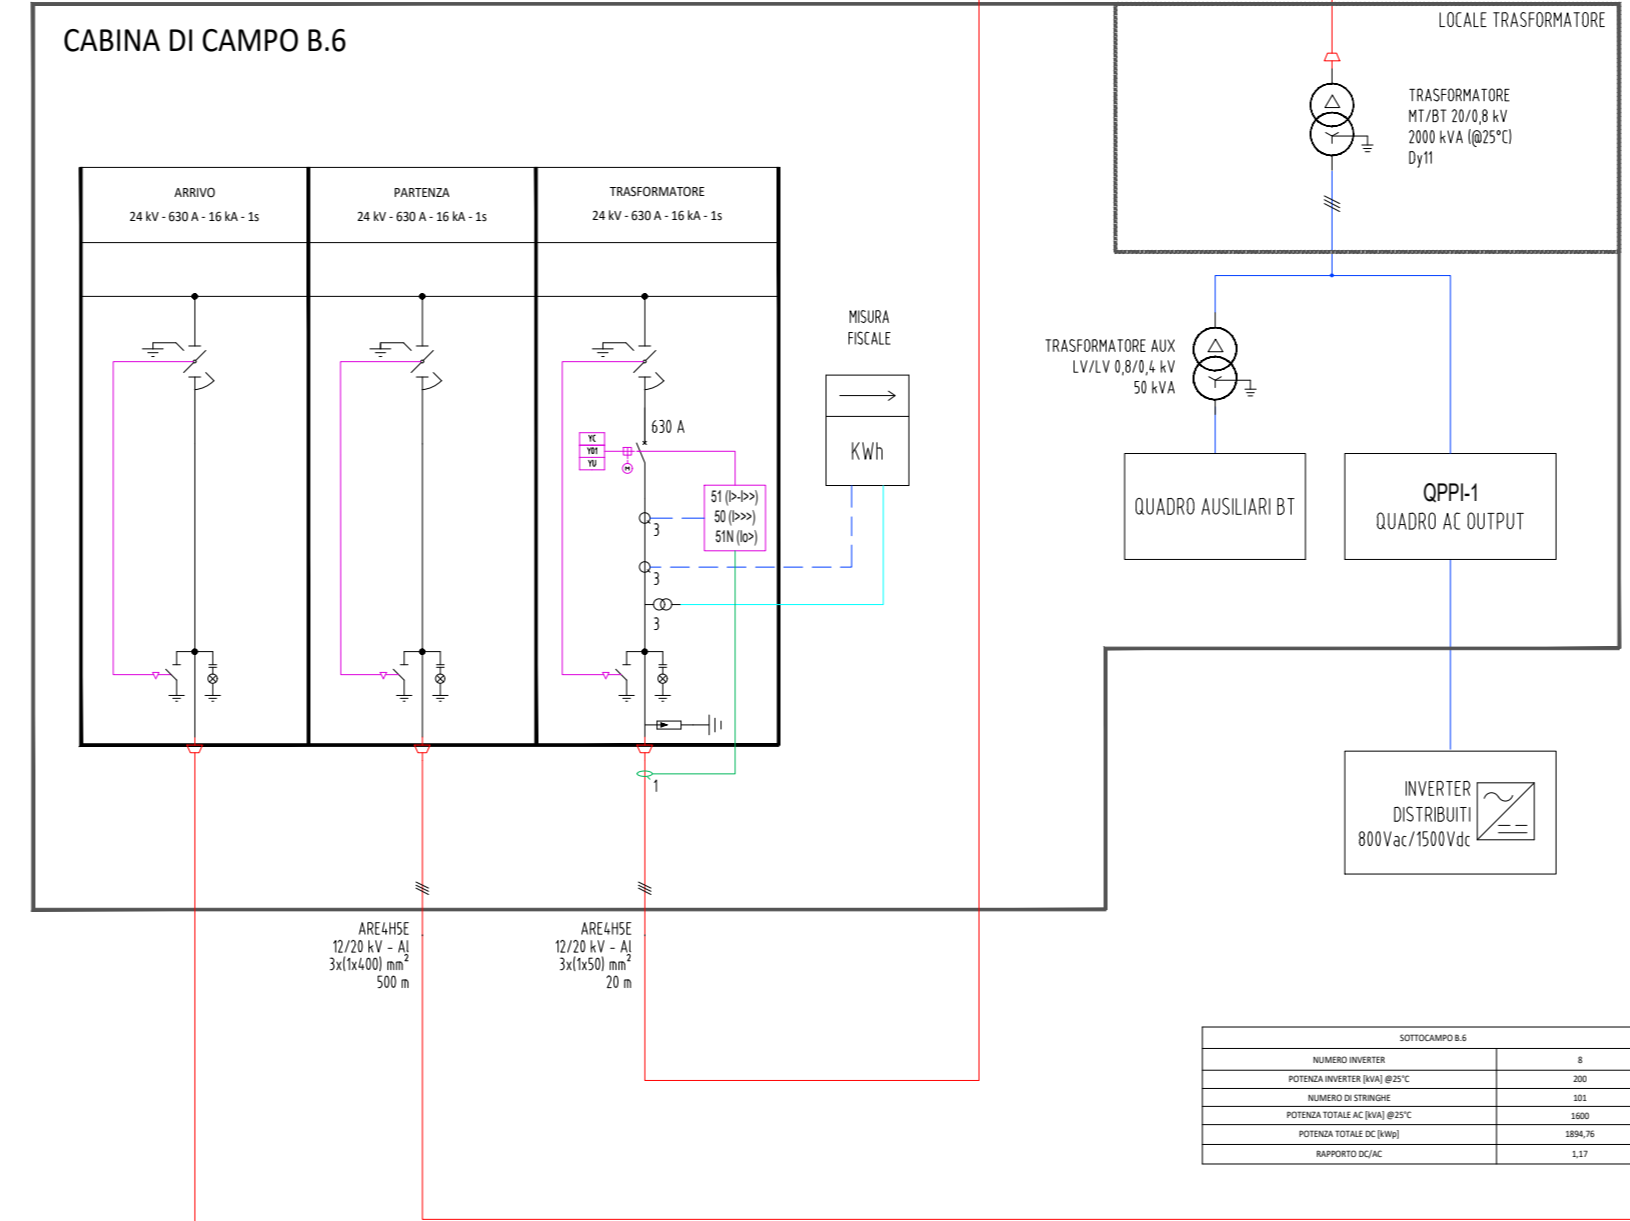 CABINA DI CAMPO B.6
LOCALE TRASFORMATORE
TRASFORMATORE
MT/BT 20/0,8 kV
2000 kVA (@25°C)
Dy11
ARRIVO
24 kV - 630 A - 16 kA - 1s
PARTENZA
24 kV - 630 A - 16 kA - 1s
TRASFORMATORE
24 kV - 630 A - 16 kA - 1s
MISURA
FISCALE
KWh
TRASFORMATORE AUX
LV/LV 0,8/0,4 kV
50 kVA
630 A
YC
YO1
YU
M
51 (I>-I>>)
50 (I>>>)
51N (Io>)
3
3
3
1
QUADRO AUSILIARI BT
QPPI-1
QUADRO AC OUTPUT
INVERTER
DISTRIBUITI
800Vac/1500Vdc
ARE4H5E
12/20 kV - Al
3x(1x400) mm²
500 m
ARE4H5E
12/20 kV - Al
3x(1x50) mm²
20 m
SOTTOCAMPO B.6
NUMERO INVERTER 8
POTENZA INVERTER [kVA] @25°C 200
NUMERO DI STRINGHE 101
POTENZA TOTALE AC [kVA] @25°C 1600
POTENZA TOTALE DC [kWp] 1894,76
RAPPORTO DC/AC 1,17